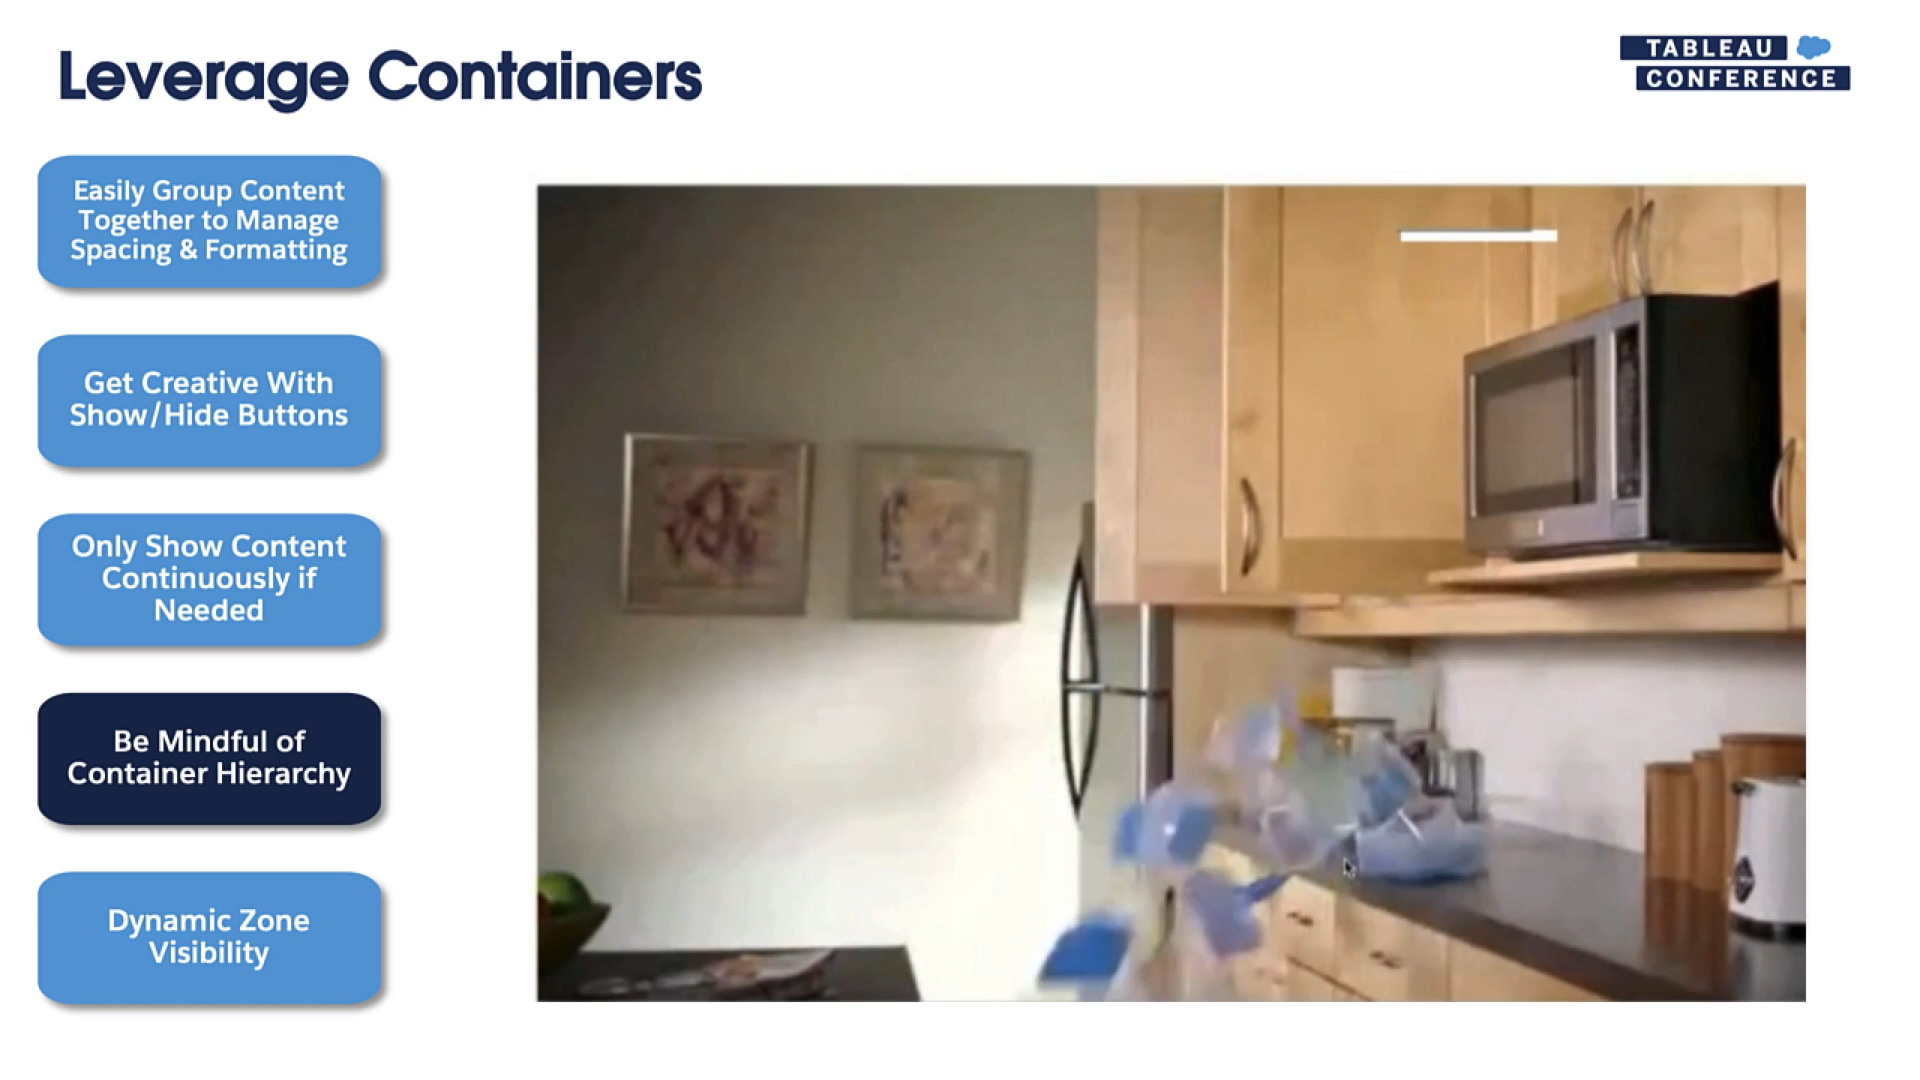 Leverage Containers
TABLEAU
CONFERENCE
Easily Group Content
Together to Manage
Spacing & Formatting
Get Creative With
Show/Hide Buttons
Only Show Content
Continuously if
Needed
Be Mindful of
Container Hierarchy
Dynamic Zone
Visibility